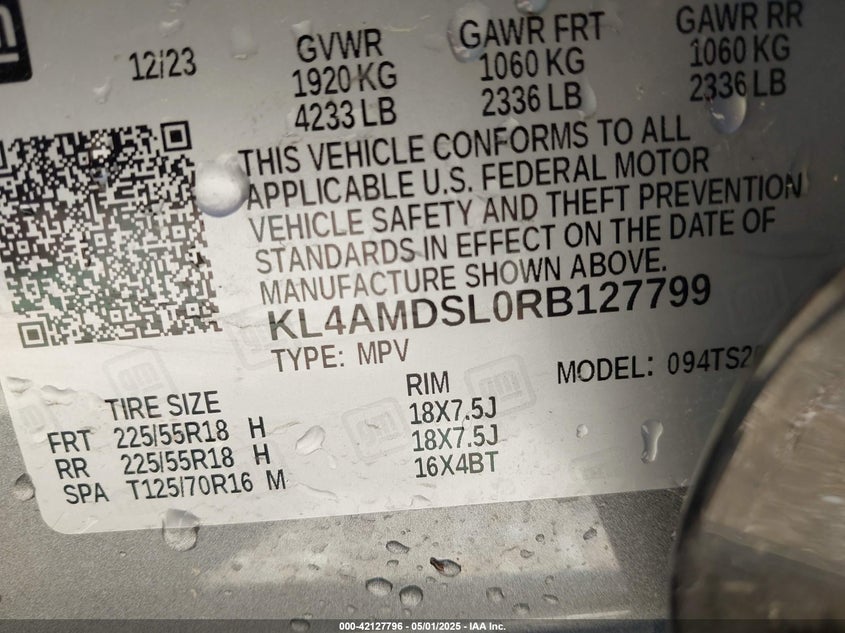 gm
12/23
GVWR
1920 KG
4233 LB
GAWR FRT
1060 KG
2336 LB
GAWR RR
1060 KG
2336 LB
THIS VEHICLE CONFORMS TO ALL
APPLICABLE U.S. FEDERAL MOTOR
VEHICLE SAFETY AND THEFT PREVENTION
STANDARDS IN EFFECT ON THE DATE OF
MANUFACTURE SHOWN ABOVE.
KL4AMDSL0RB127799
TYPE: MPV
MODEL:
TIRE SIZE
RIM
FRT 225/55R18 H 18X7.5J
RR 225/55R18 H 18X7.5J
SPA T125/70R16 M 16X4BT
000-42127796 - 05/01/2025 - IAA Inc.